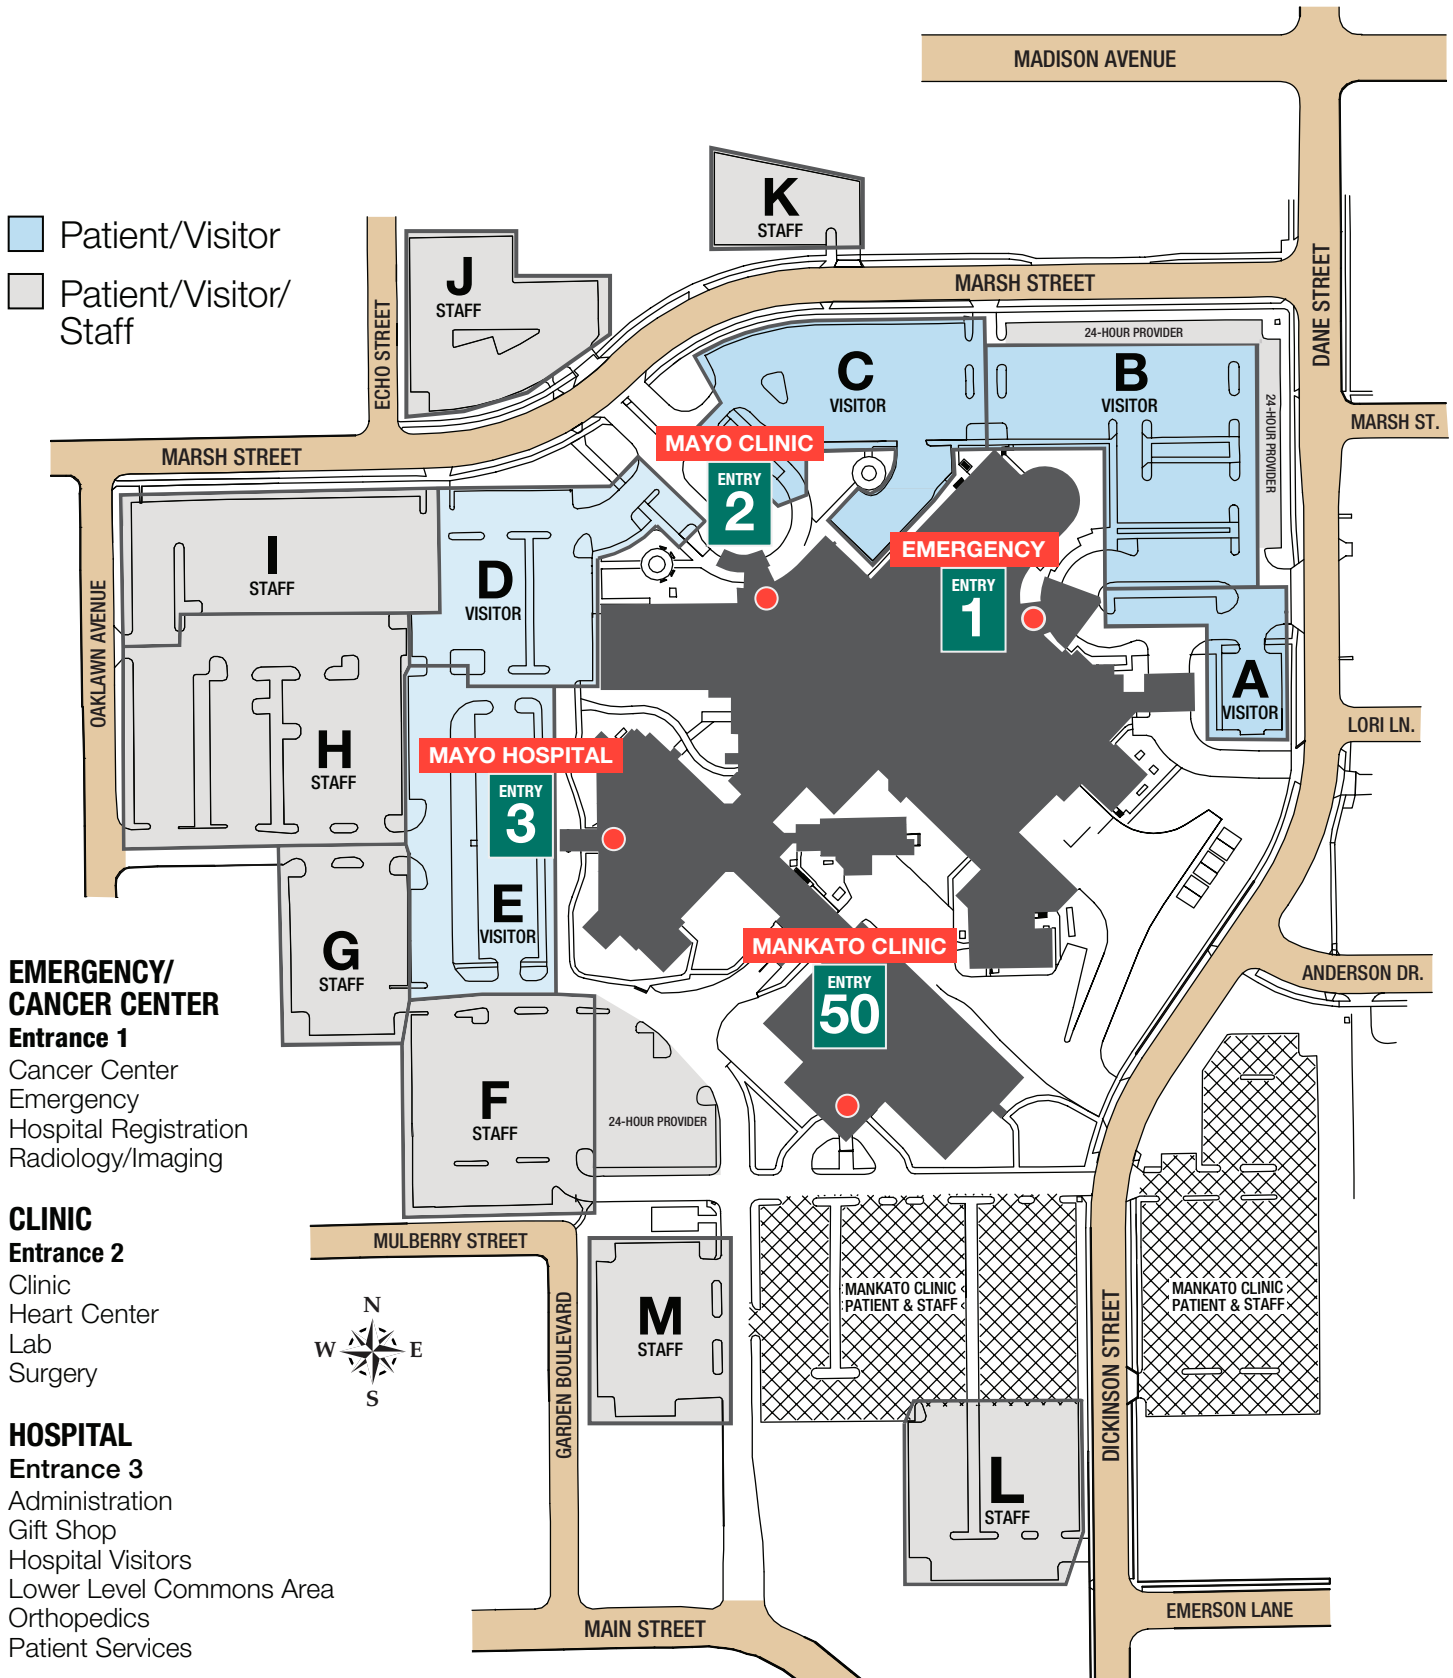 MADISON AVENUE
K
STAFF
Patient/Visitor
Patient/Visitor/
Staff
J
STAFF
ECHO STREET
MARSH STREET
DANE STREET
24-HOUR PROVIDER
C
VISITOR
B
VISITOR
24-HOUR PROVIDER
MARSH ST.
MARSH STREET
MAYO CLINIC
ENTRY
2
EMERGENCY
ENTRY
1
I
STAFF
D
VISITOR
OAKLAWN AVENUE
A
VISITOR
LORI LN.
H
STAFF
MAYO HOSPITAL
ENTRY
3
E
VISITOR
G
STAFF
MANKATO CLINIC
ENTRY
50
ANDERSON DR.
EMERGENCY/
CANCER CENTER
Entrance 1
Cancer Center
Emergency
Hospital Registration
Radiology/Imaging
F
STAFF
24-HOUR PROVIDER
CLINIC
Entrance 2
Clinic
Heart Center
Lab
Surgery
MULBERRY STREET
N
W
E
S
GARDEN BOULEVARD
M
STAFF
MANKATO CLINIC
PATIENT & STAFF
DICKINSON STREET
MANKATO CLINIC
PATIENT & STAFF
HOSPITAL
Entrance 3
Administration
Gift Shop
Hospital Visitors
Lower Level Commons Area
Orthopedics
Patient Services
L
STAFF
MAIN STREET
EMERSON LANE